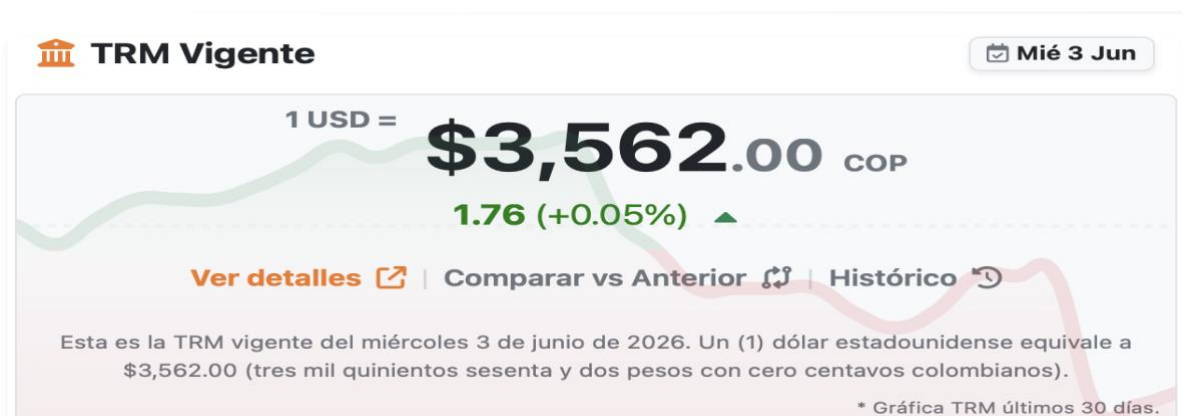 TRM Vigente
Mié 3 Jun
1 USD =
$3,562.00 COP
1.76 (+0.05%)
Ver detalles | Comparar vs Anterior | Histórico
Esta es la TRM vigente del miércoles 3 de junio de 2026. Un (1) dólar estadounidense equivale a
$3,562.00 (tres mil quinientos sesenta y dos pesos con cero centavos colombianos).
* Gráfica TRM últimos 30 días.